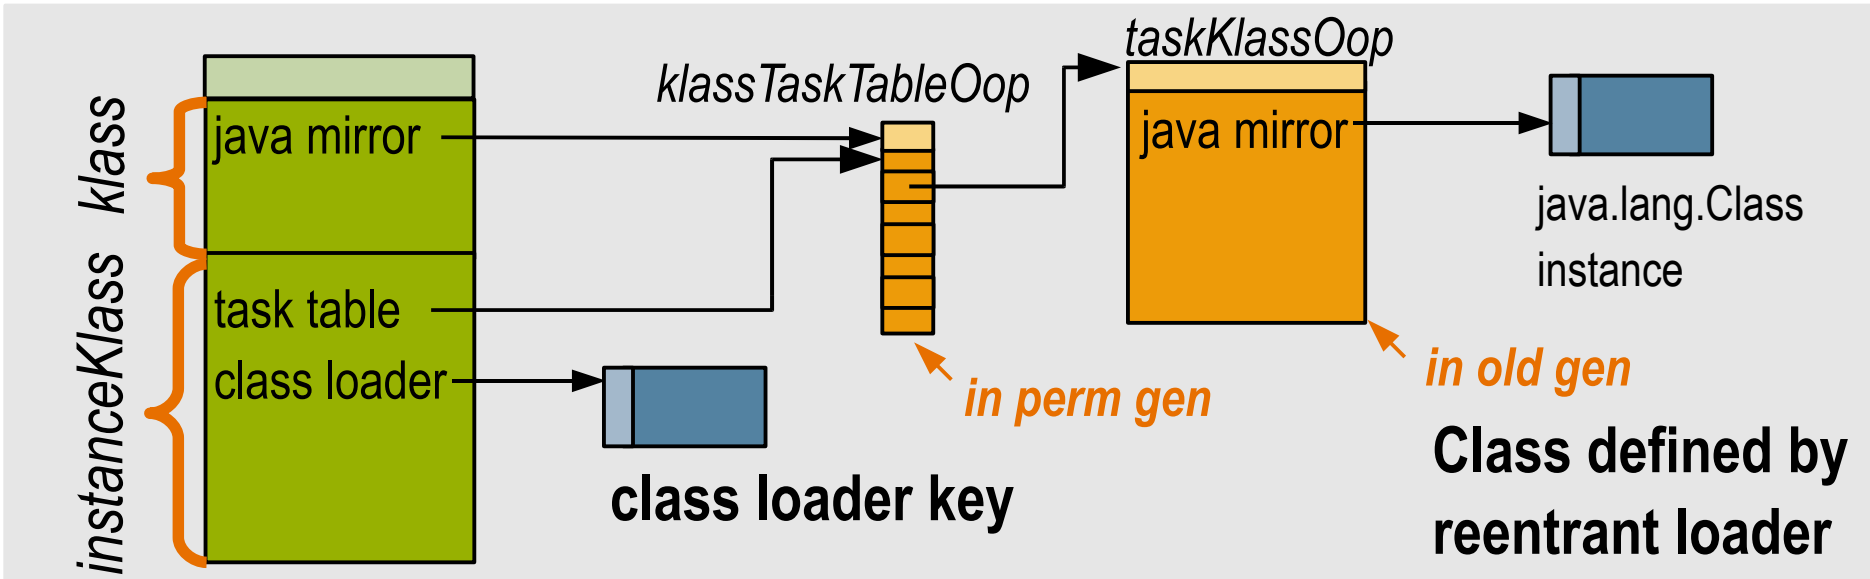 klass
instanceKlass
java mirror
task table
class loader
klassTaskTableOop
taskKlassOop
java mirror
java.lang.Class
instance
in perm gen
in old gen
class loader key
Class defined by
reentrant loader